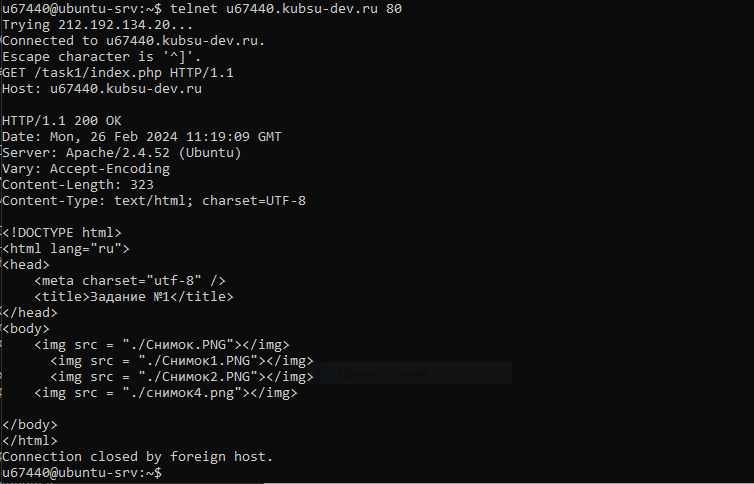 u67440@ubuntu-srv:~$ telnet u67440.kubsu-dev.ru 80
Trying 212.192.134.20...
Connected to u67440.kubsu-dev.ru.
Escape character is '^]'.
GET /task1/index.php HTTP/1.1
Host: u67440.kubsu-dev.ru

HTTP/1.1 200 OK
Date: Mon, 26 Feb 2024 11:19:09 GMT
Server: Apache/2.4.52 (Ubuntu)
Vary: Accept-Encoding
Content-Length: 323
Content-Type: text/html; charset=UTF-8

<!DOCTYPE html>
<html lang="ru">
<head>
    <meta charset="utf-8" />
    <title>Задание №1</title>
</head>
<body>
    <img src = "./Снимок.PNG"></img>
      <img src = "./Снимок1.PNG"></img>
      <img src = "./Снимок2.PNG"></img>
Прямоугольник
    <img src = "./снимок4.png"></img>

</body>
</html>
Connection closed by foreign host.
u67440@ubuntu-srv:~$